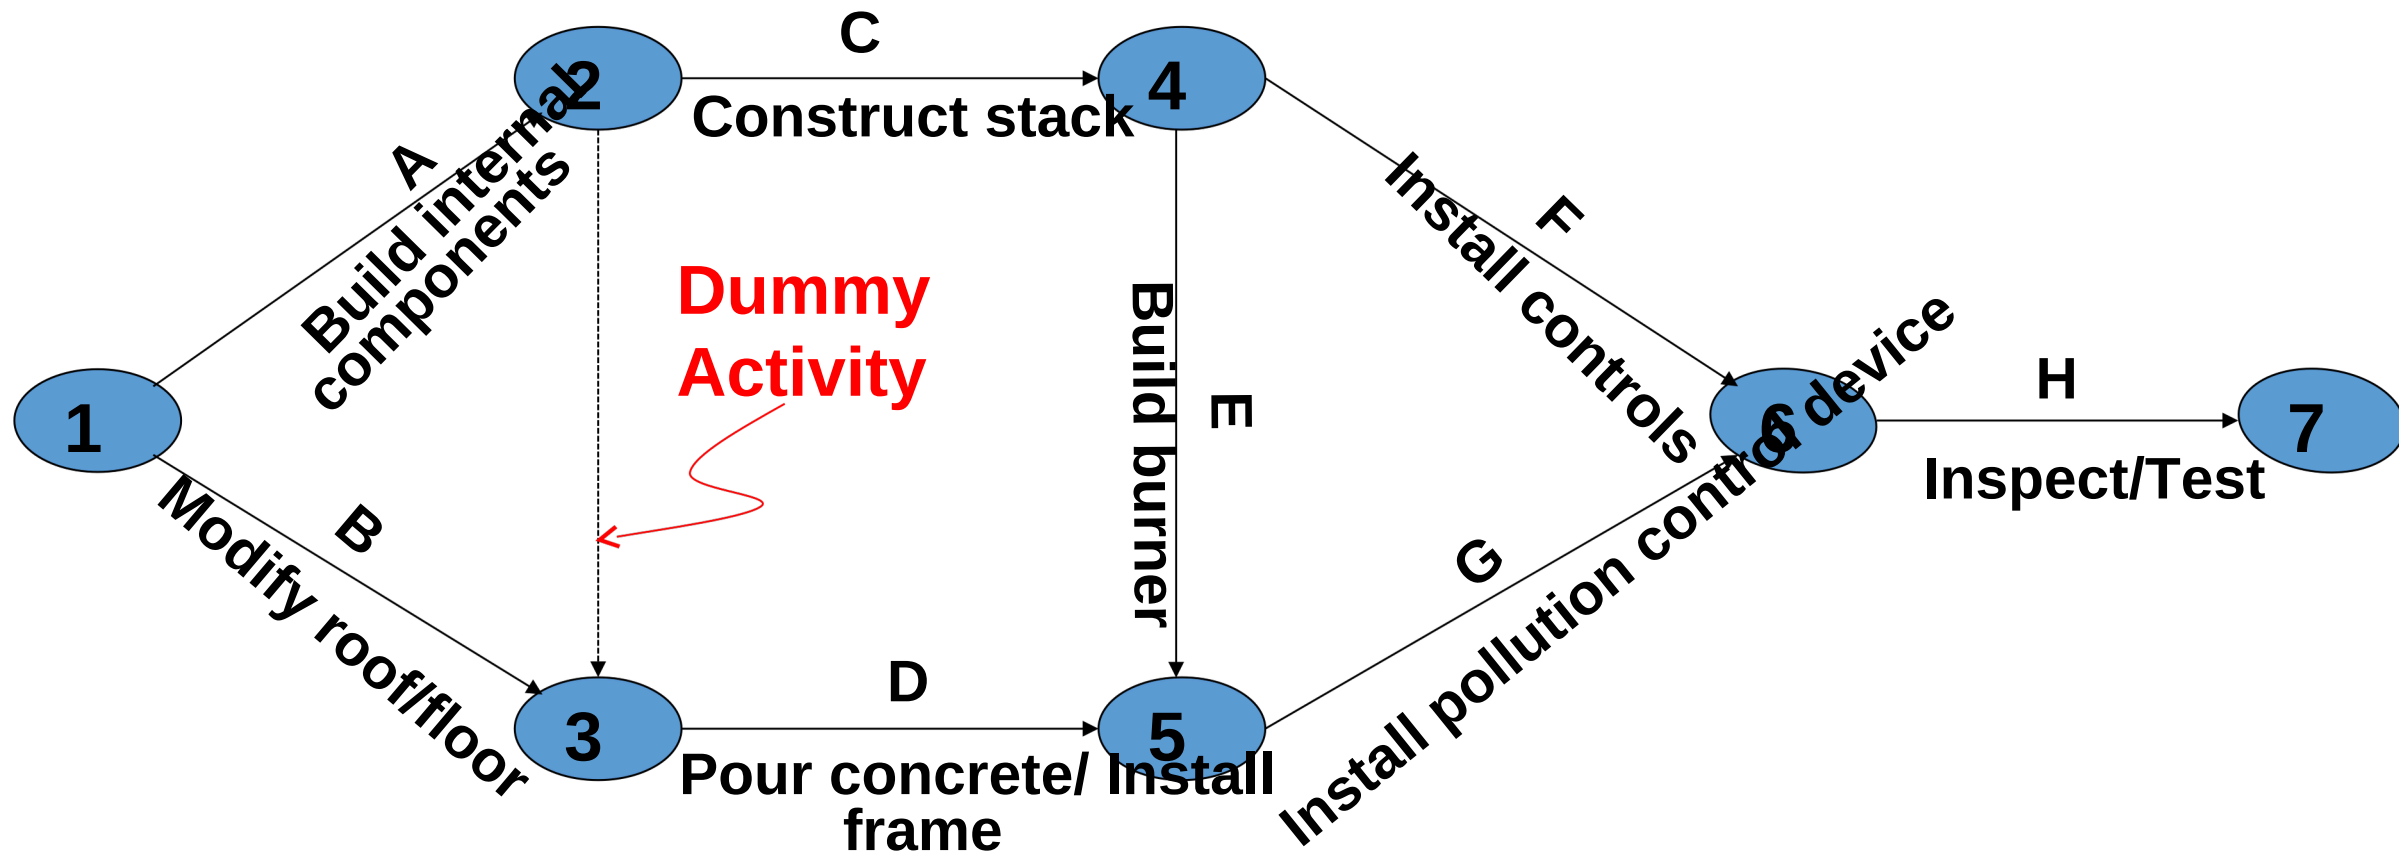 C
2
4
Construct stack
A
Build internal
components
F
Install controls
Dummy
Activity
Build burner
E
H
1
6
7
Inspect/Test
B
Modify roof/floor
G
Install pollution control device
D
3
5
Pour concrete/ Install
frame